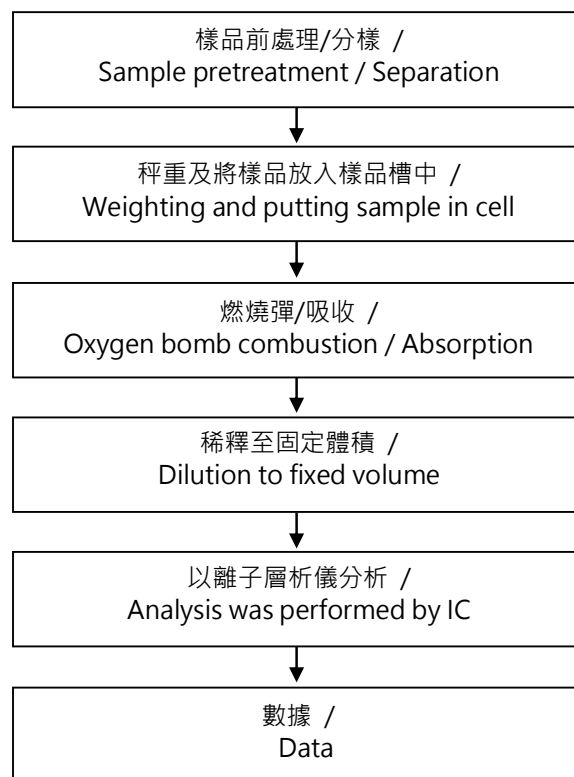 樣品前處理/分樣 /
Sample pretreatment / Separation
秤重及將樣品放入樣品槽中 /
Weighting and putting sample in cell
燃燒彈/吸收 /
Oxygen bomb combustion / Absorption
稀釋至固定體積 /
Dilution to fixed volume
以離子層析儀分析 /
Analysis was performed by IC
數據 /
Data